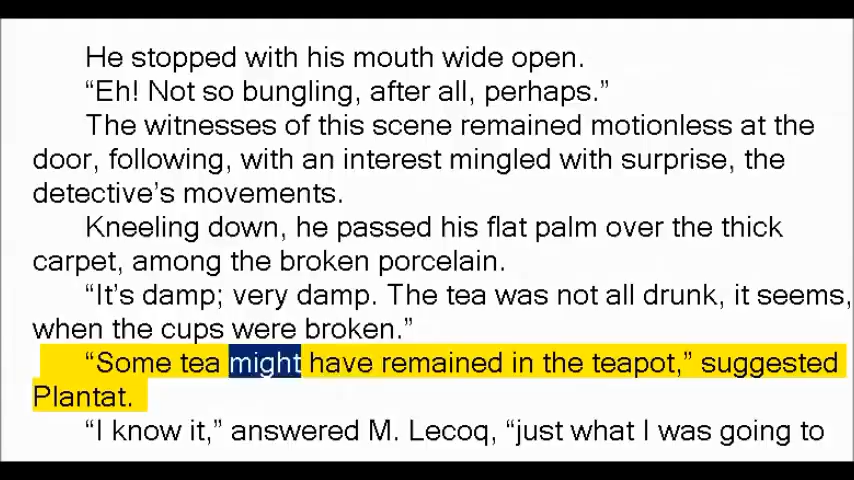 He stopped with his mouth wide open.
“Eh! Not so bungling, after all, perhaps.”
The witnesses of this scene remained motionless at the
door, following, with an interest mingled with surprise, the
detective’s movements.
Kneeling down, he passed his flat palm over the thick
carpet, among the broken porcelain.
“It’s damp; very damp. The tea was not all drunk, it seems,
when the cups were broken.”
“Some tea might have remained in the teapot,” suggested
Plantat.
“I know it,” answered M. Lecoq, “just what I was going to